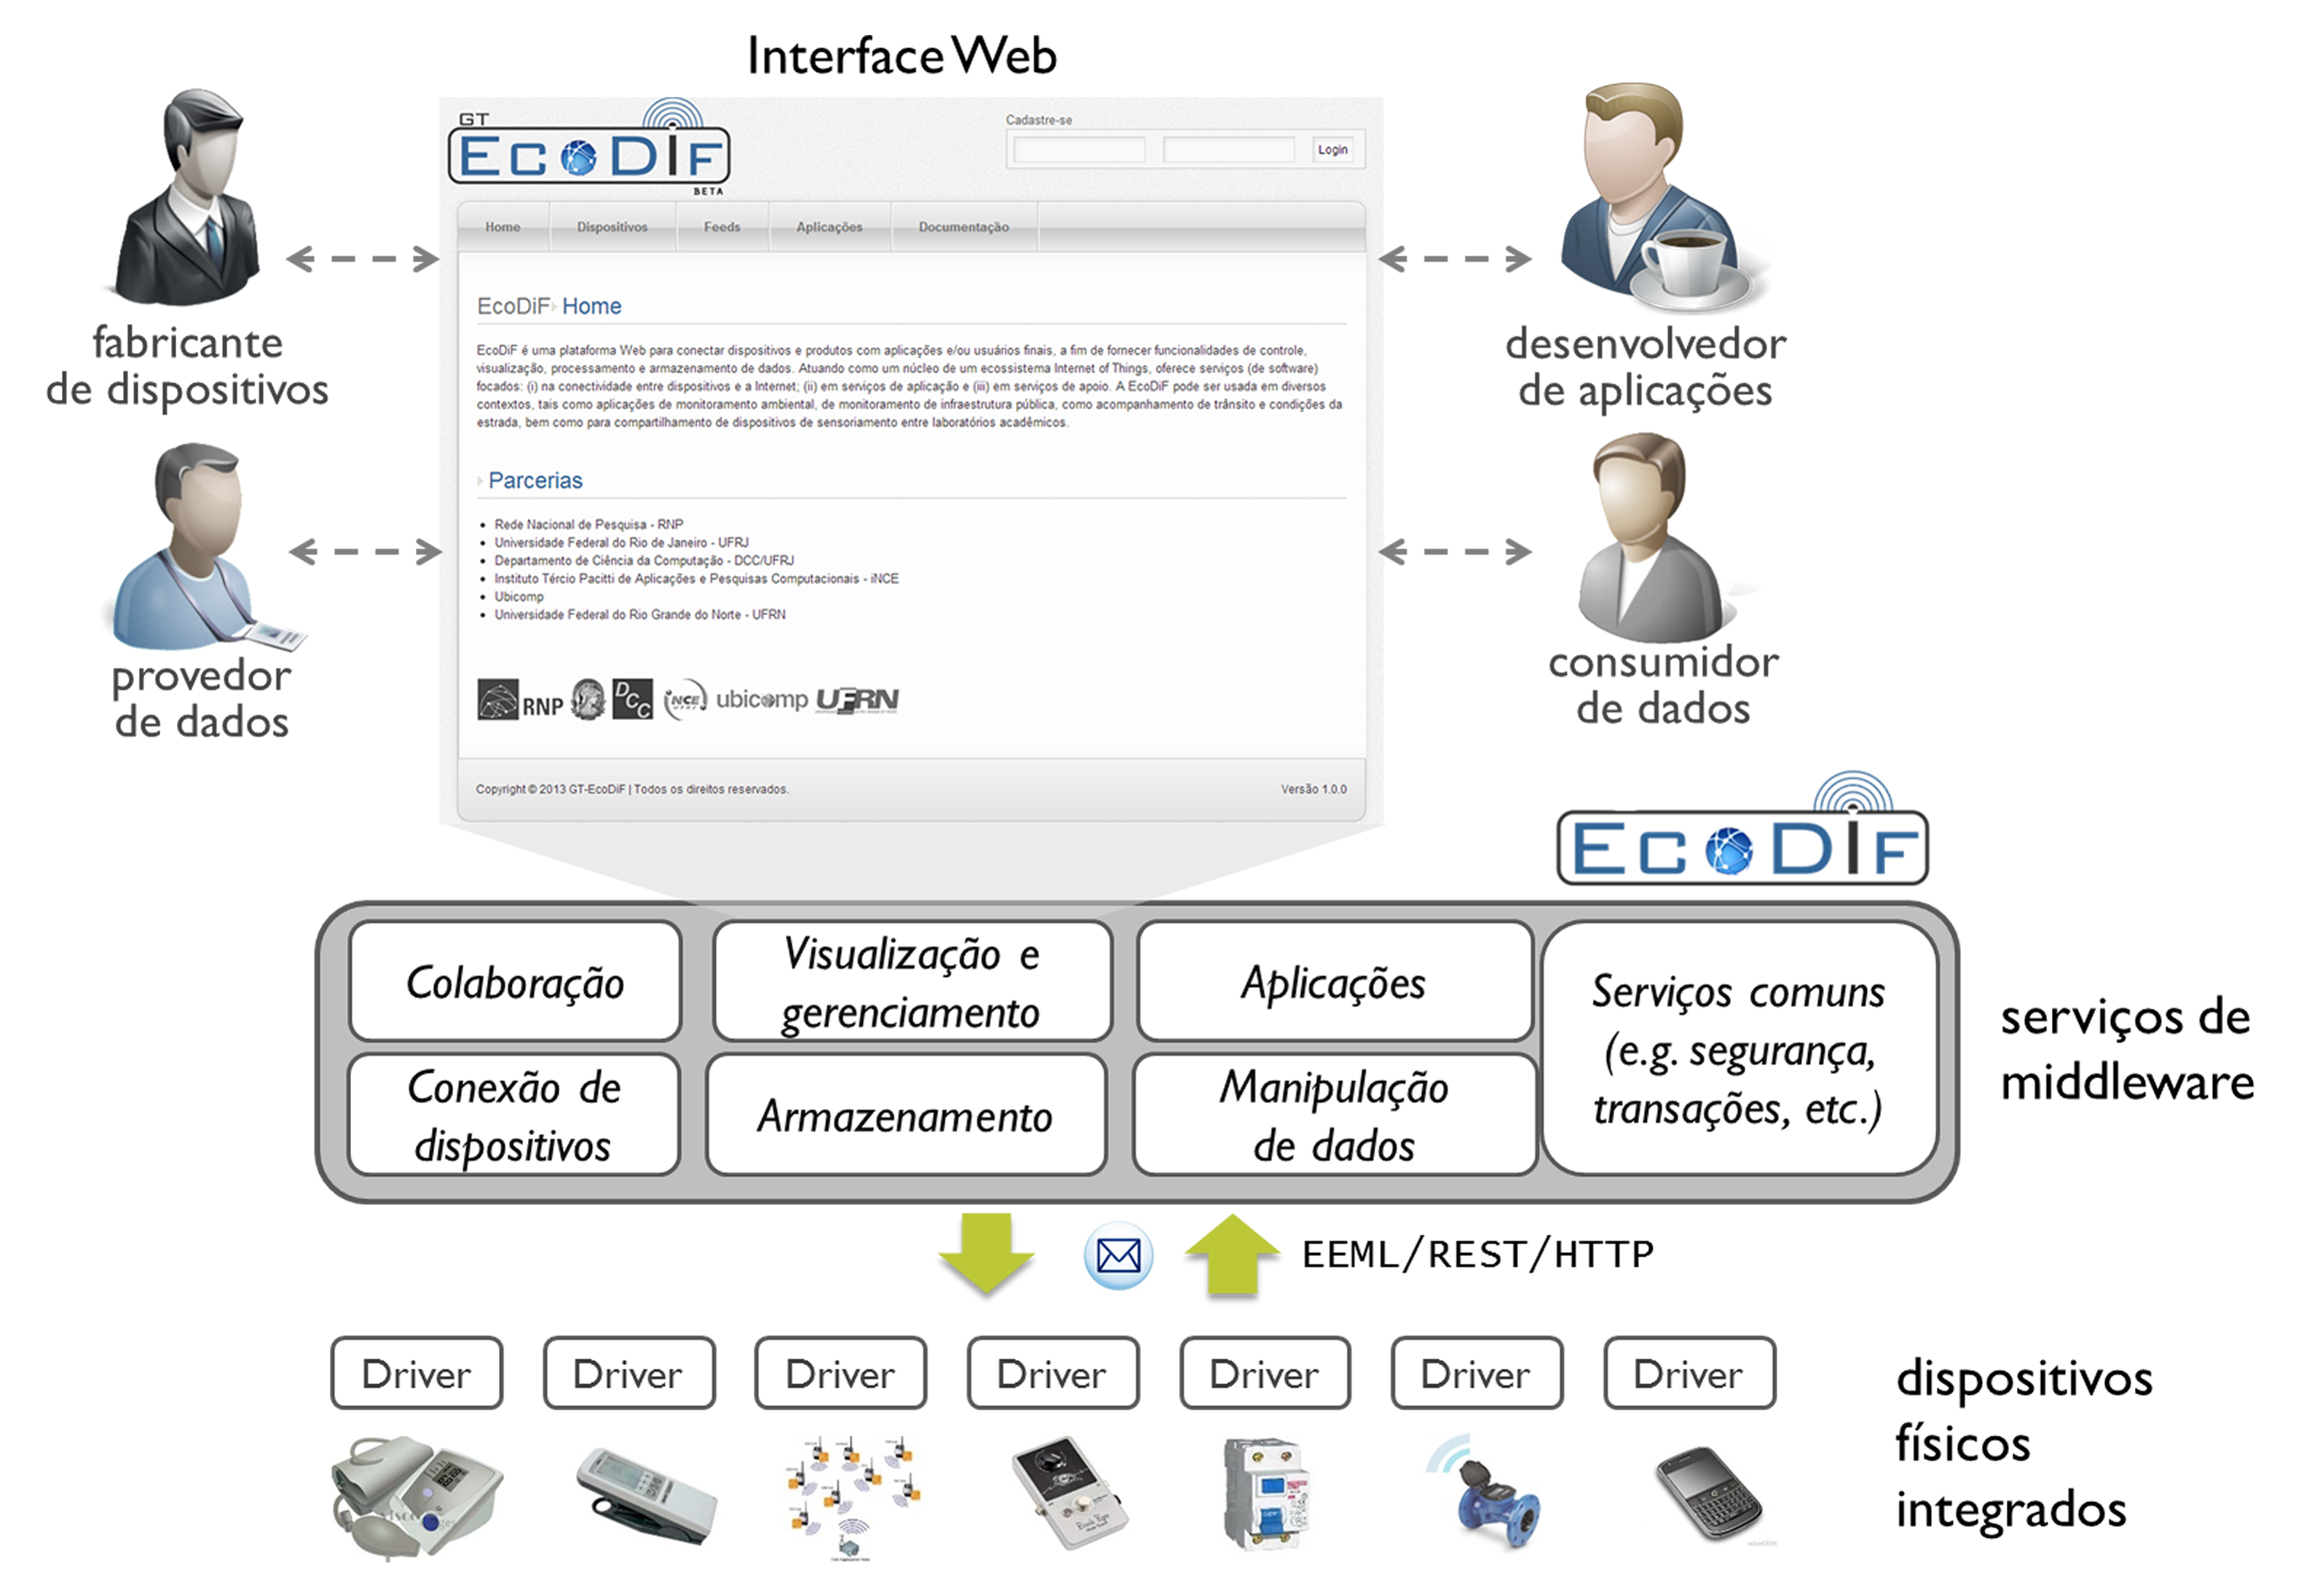 Interface Web
GT
EcoDiF
BETA
Cadastre-se
Login
Home
Dispositivos
Feeds
Aplicações
Documentação
EcoDiF Home
EcoDiF é uma plataforma Web para conectar dispositivos e produtos com aplicações e/ou usuários finais, a fim de fornecer funcionalidades de controle,
visualização, processamento e armazenamento de dados. Atuando como um núcleo de um ecossistema Internet of Things, oferece serviços (de software)
focados: (i) na conectividade entre dispositivos e a Internet; (ii) em serviços de aplicação e (iii) em serviços de apoio. A EcoDiF pode ser usada em diversos
contextos, tais como aplicações de monitoramento ambiental, de monitoramento de infraestrutura pública, como acompanhamento de trânsito e condições da
estrada, bem como para compartilhamento de dispositivos de sensoriamento entre laboratórios acadêmicos.
Parcerias
• Rede Nacional de Pesquisa - RNP
• Universidade Federal do Rio de Janeiro - UFRJ
• Departamento de Ciência da Computação - DCC/UFRJ
• Instituto Tércio Pacitti de Aplicações e Pesquisas Computacionais - iNCE
• Ubicomp
• Universidade Federal do Rio Grande do Norte - UFRN
RNP
DCC
iNCE
ubicomp
UFRN
Copyright © 2013 GT-EcoDiF | Todos os direitos reservados.
Versão 1.0.0
fabricante
de dispositivos
provedor
de dados
desenvolvedor
de aplicações
consumidor
de dados
EcoDiF
Colaboração
Visualização e
gerenciamento
Aplicações
Serviços comuns
(e.g. segurança,
transações, etc.)
Conexão de
dispositivos
Armazenamento
Manipulação
de dados
serviços de
middleware
EEML/REST/HTTP
Driver
Driver
Driver
Driver
Driver
Driver
Driver
dispositivos
físicos
integrados